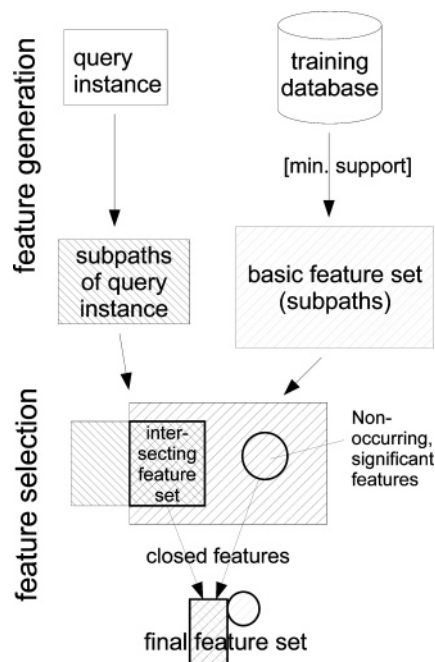 feature generation
query
instance
training
database
[min. support]
subpaths
of query
instance
basic feature set
(subpaths)
feature selection
inter-
secting
feature
set
Non-
occurring,
significant
features
closed features
final feature set